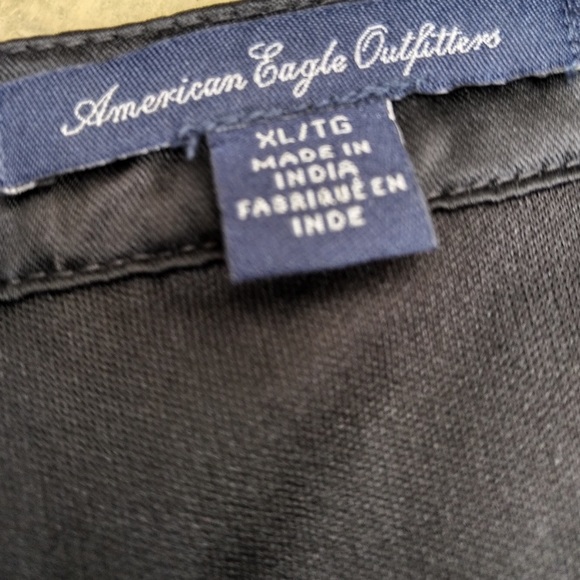 American Eagle Outfitters
XL/TG
MADE IN
INDIA
FABRIQUÉ EN
INDE